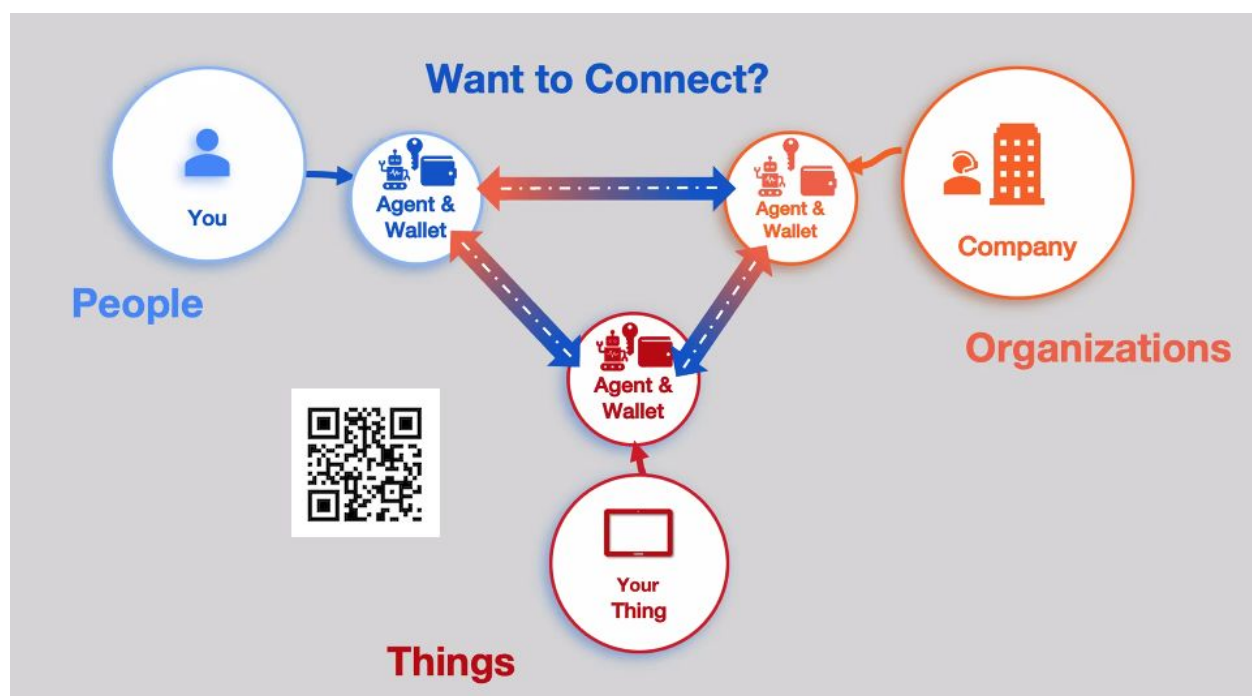 Want to Connect?
You
Agent &
Wallet
Agent &
Wallet
Company
People
Organizations
Agent &
Wallet
Your
Thing
Things